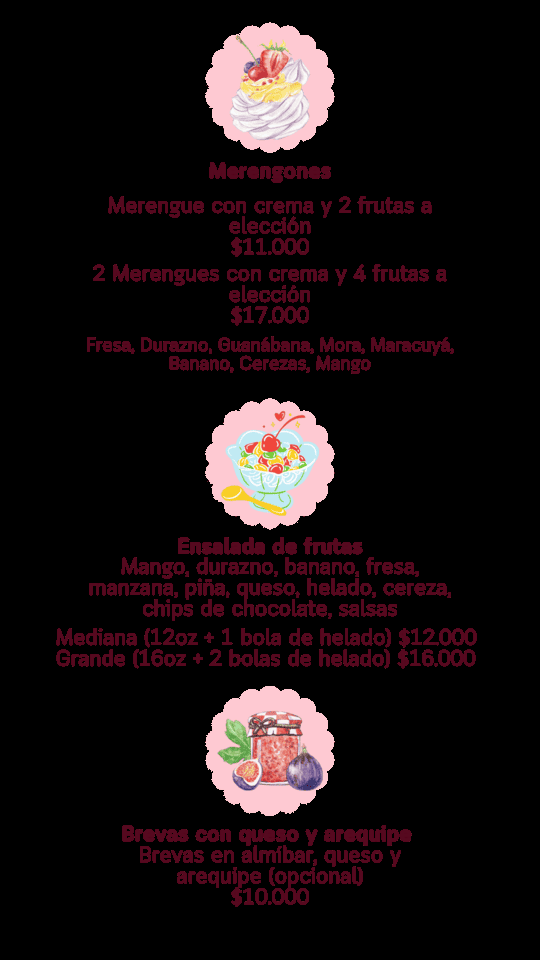 Merengones
Merengue con crema y 2 frutas a
elección
$11.000
2 Merengues con crema y 4 frutas a
elección
$17.000
Fresa, Durazno, Guanábana, Mora, Maracuyá,
Banano, Cerezas, Mango
Ensalada de frutas
Mango, durazno, banano, fresa,
manzana, piña, queso, helado, cereza,
chips de chocolate, salsas
Mediana (12oz + 1 bola de helado) $12.000
Grande (16oz + 2 bolas de helado) $16.000
Brevas con queso y arequipe
Brevas en almíbar, queso y
arequipe (opcional)
$10.000